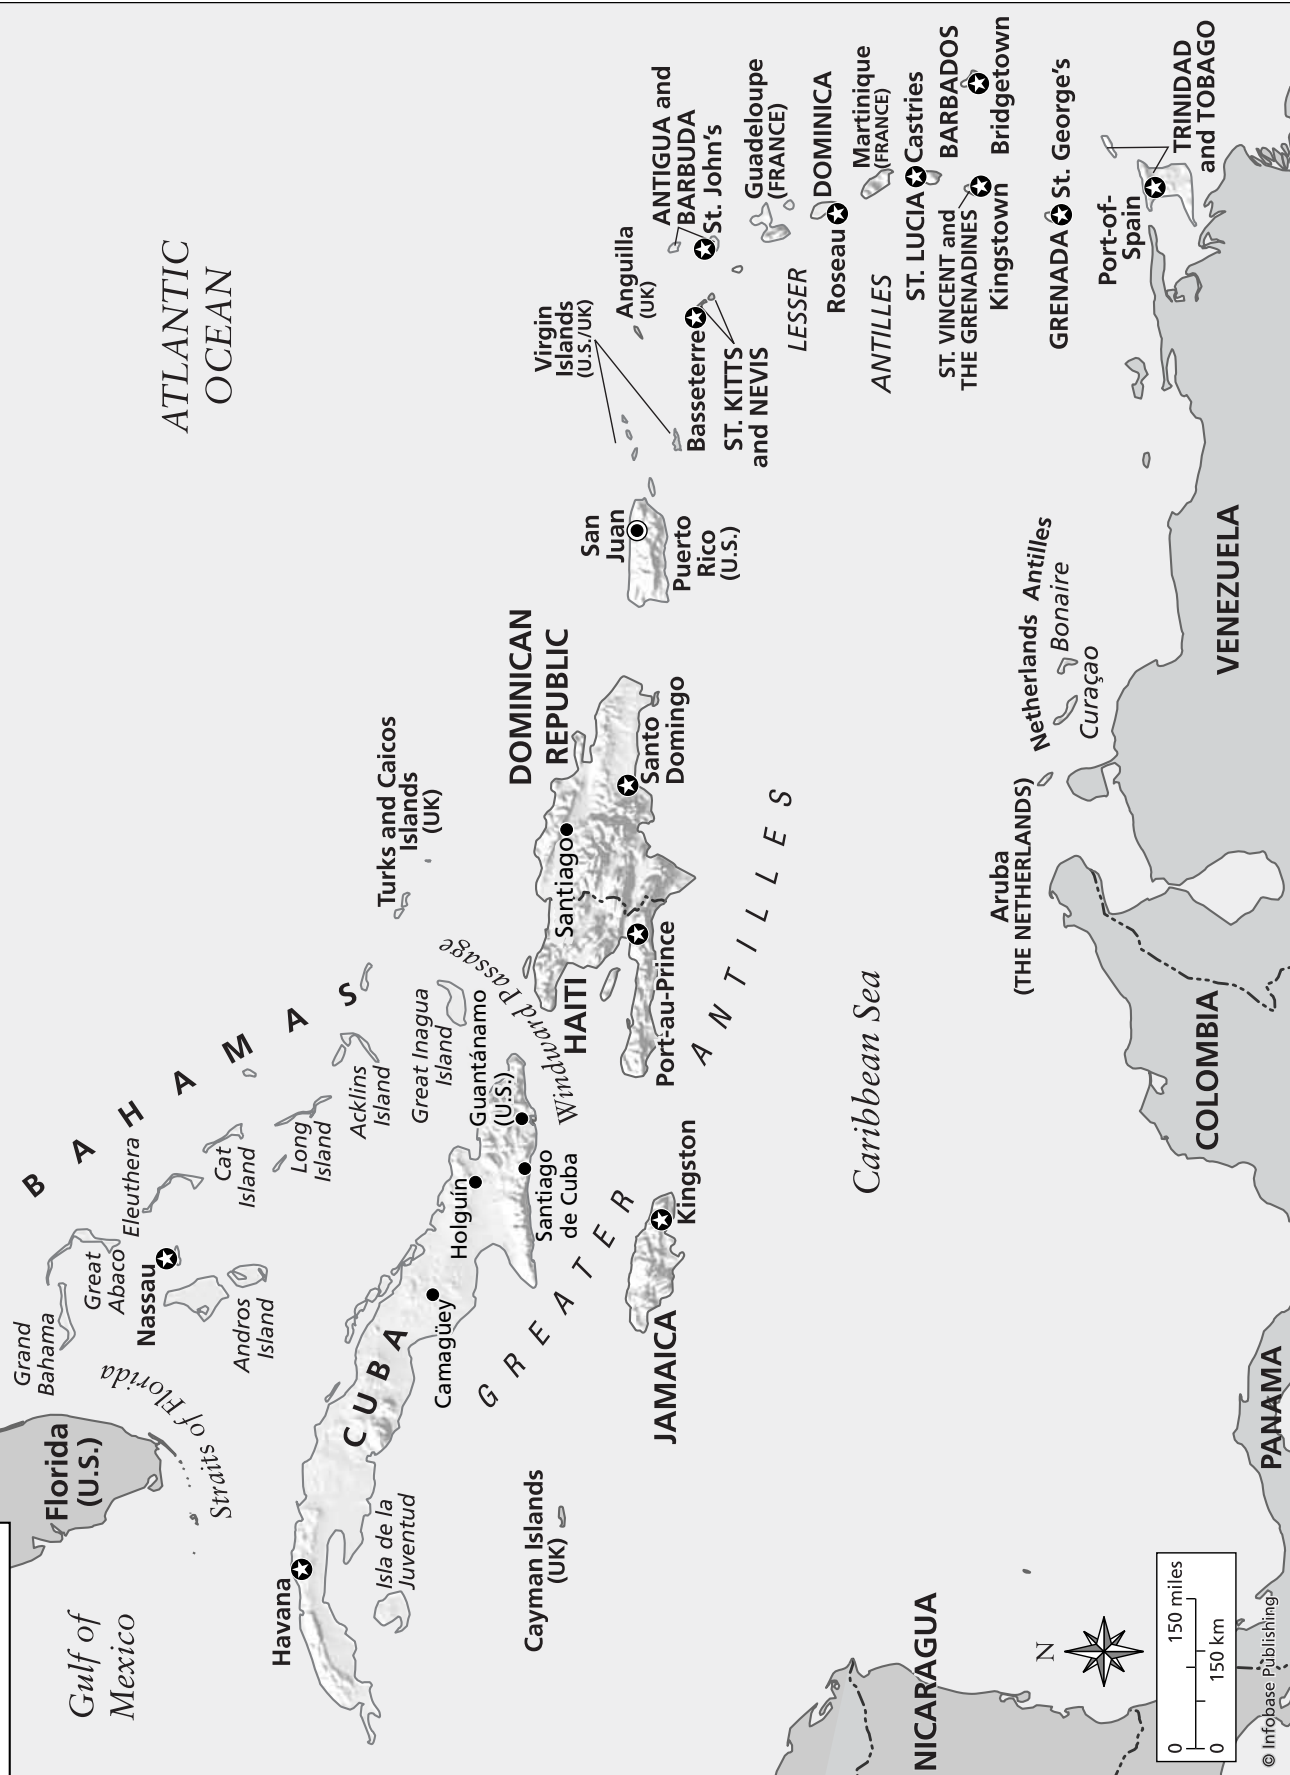 Gulf of
Mexico
Florida
(U.S.)
Straits of Florida
Grand
Bahama
Great
Abaco
Nassau
Andros
Island
Eleuthera
Cat
Island
Long
Island
Acklins
Island
Great Inagua
Island
BAHAMAS
ATLANTIC
OCEAN
Turks and Caicos
Islands
(UK)
Havana
CUBA
Isla de la
Juventud
Camagüey
Holguín
Santiago
de Cuba
Guantánamo
(U.S.)
Windward Passage
Cayman Islands
(UK)
GREATER
ANTILLES
JAMAICA
Kingston
HAITI
Port-au-Prince
DOMINICAN
REPUBLIC
Santiago
Santo
Domingo
San
Juan
Puerto
Rico
(U.S.)
Virgin
Islands
(U.S./UK)
Anguilla
(UK)
Basseterre
ST. KITTS
and NEVIS
ANTIGUA and
BARBUDA
St. John's
Guadeloupe
(FRANCE)
LESSER
ANTILLES
DOMINICA
Roseau
Martinique
(FRANCE)
ST. LUCIA
Castries
ST. VINCENT and
THE GRENADINES
Kingstown
BARBADOS
Bridgetown
GRENADA
St. George's
Port-of-
Spain
TRINIDAD
and TOBAGO
Caribbean Sea
Aruba
(THE NETHERLANDS)
Netherlands Antilles
Bonaire
Curaçao
NICARAGUA
PANAMA
COLOMBIA
VENEZUELA
N
0 150 miles
0 150 km
© Infobase Publishing